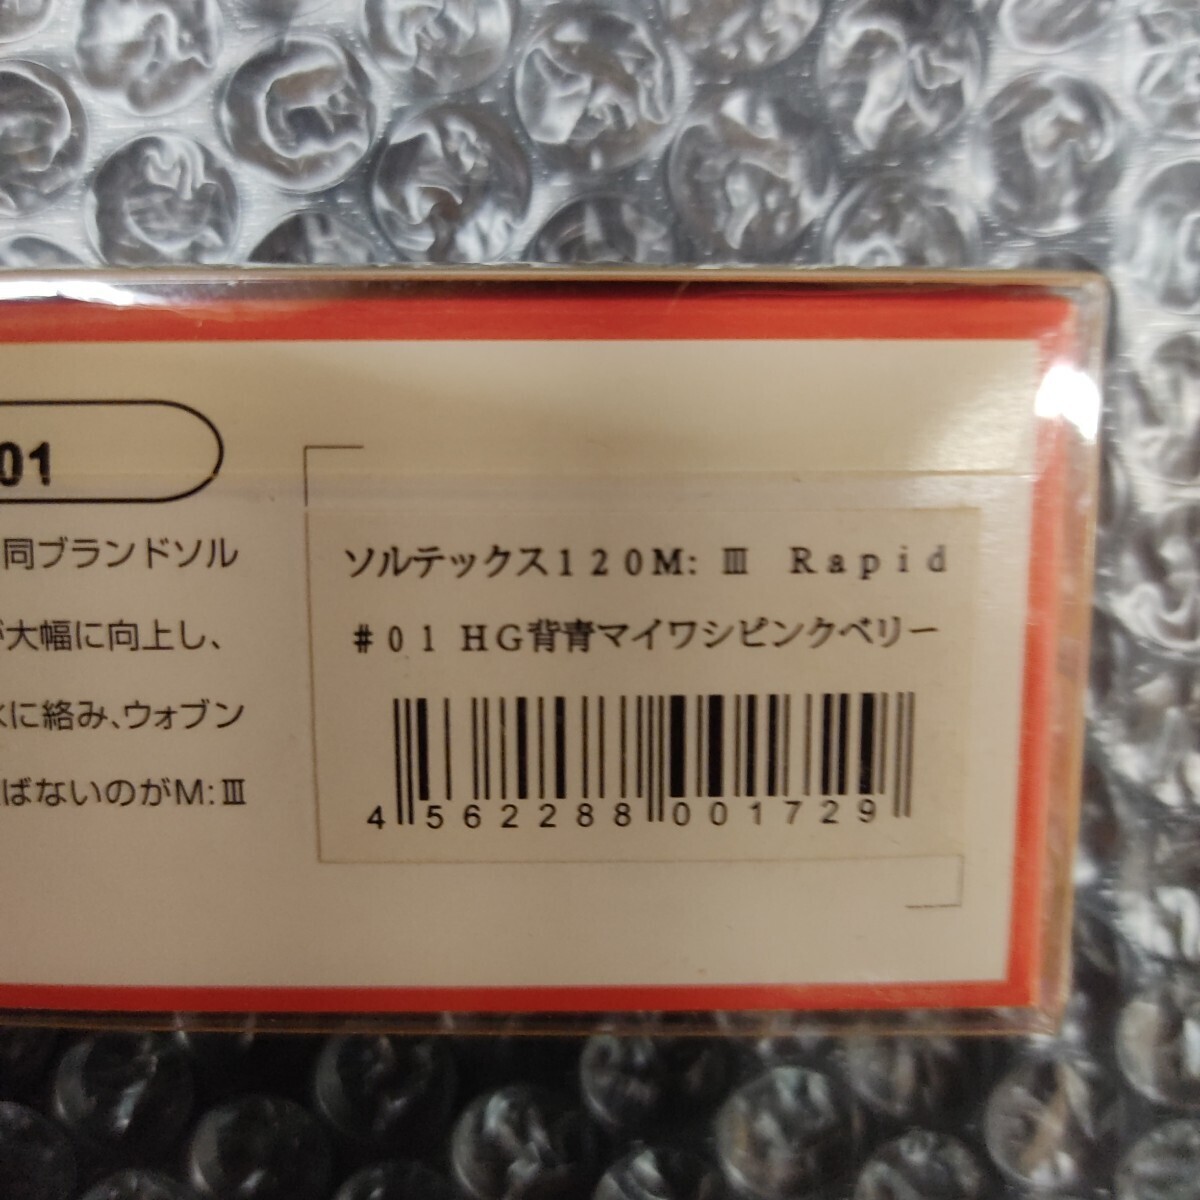 01
同ブランドソル
が大幅に向上し、
水に絡み、ウォブン
ばないのがM:Ⅲ
ソルテックス120M:Ⅲ Rapid
#01 HG背青マイワシピンクベリー
4 562288 001729